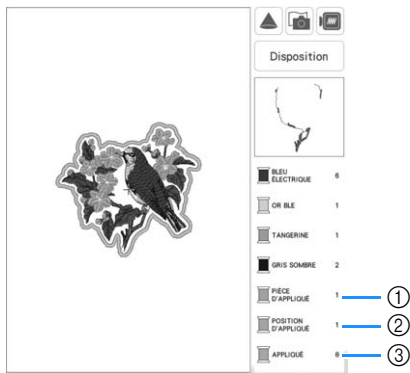 Disposition
BLEU
ELECTRIQUE 6
OR BLE 1
TANGERINE 1
GRIS SOMBRE 2
PIÈCE
D'APPLIQUÉ 1 ①
POSITION
D'APPLIQUÉ 1 ②
APPLIQUÉ 8 ③